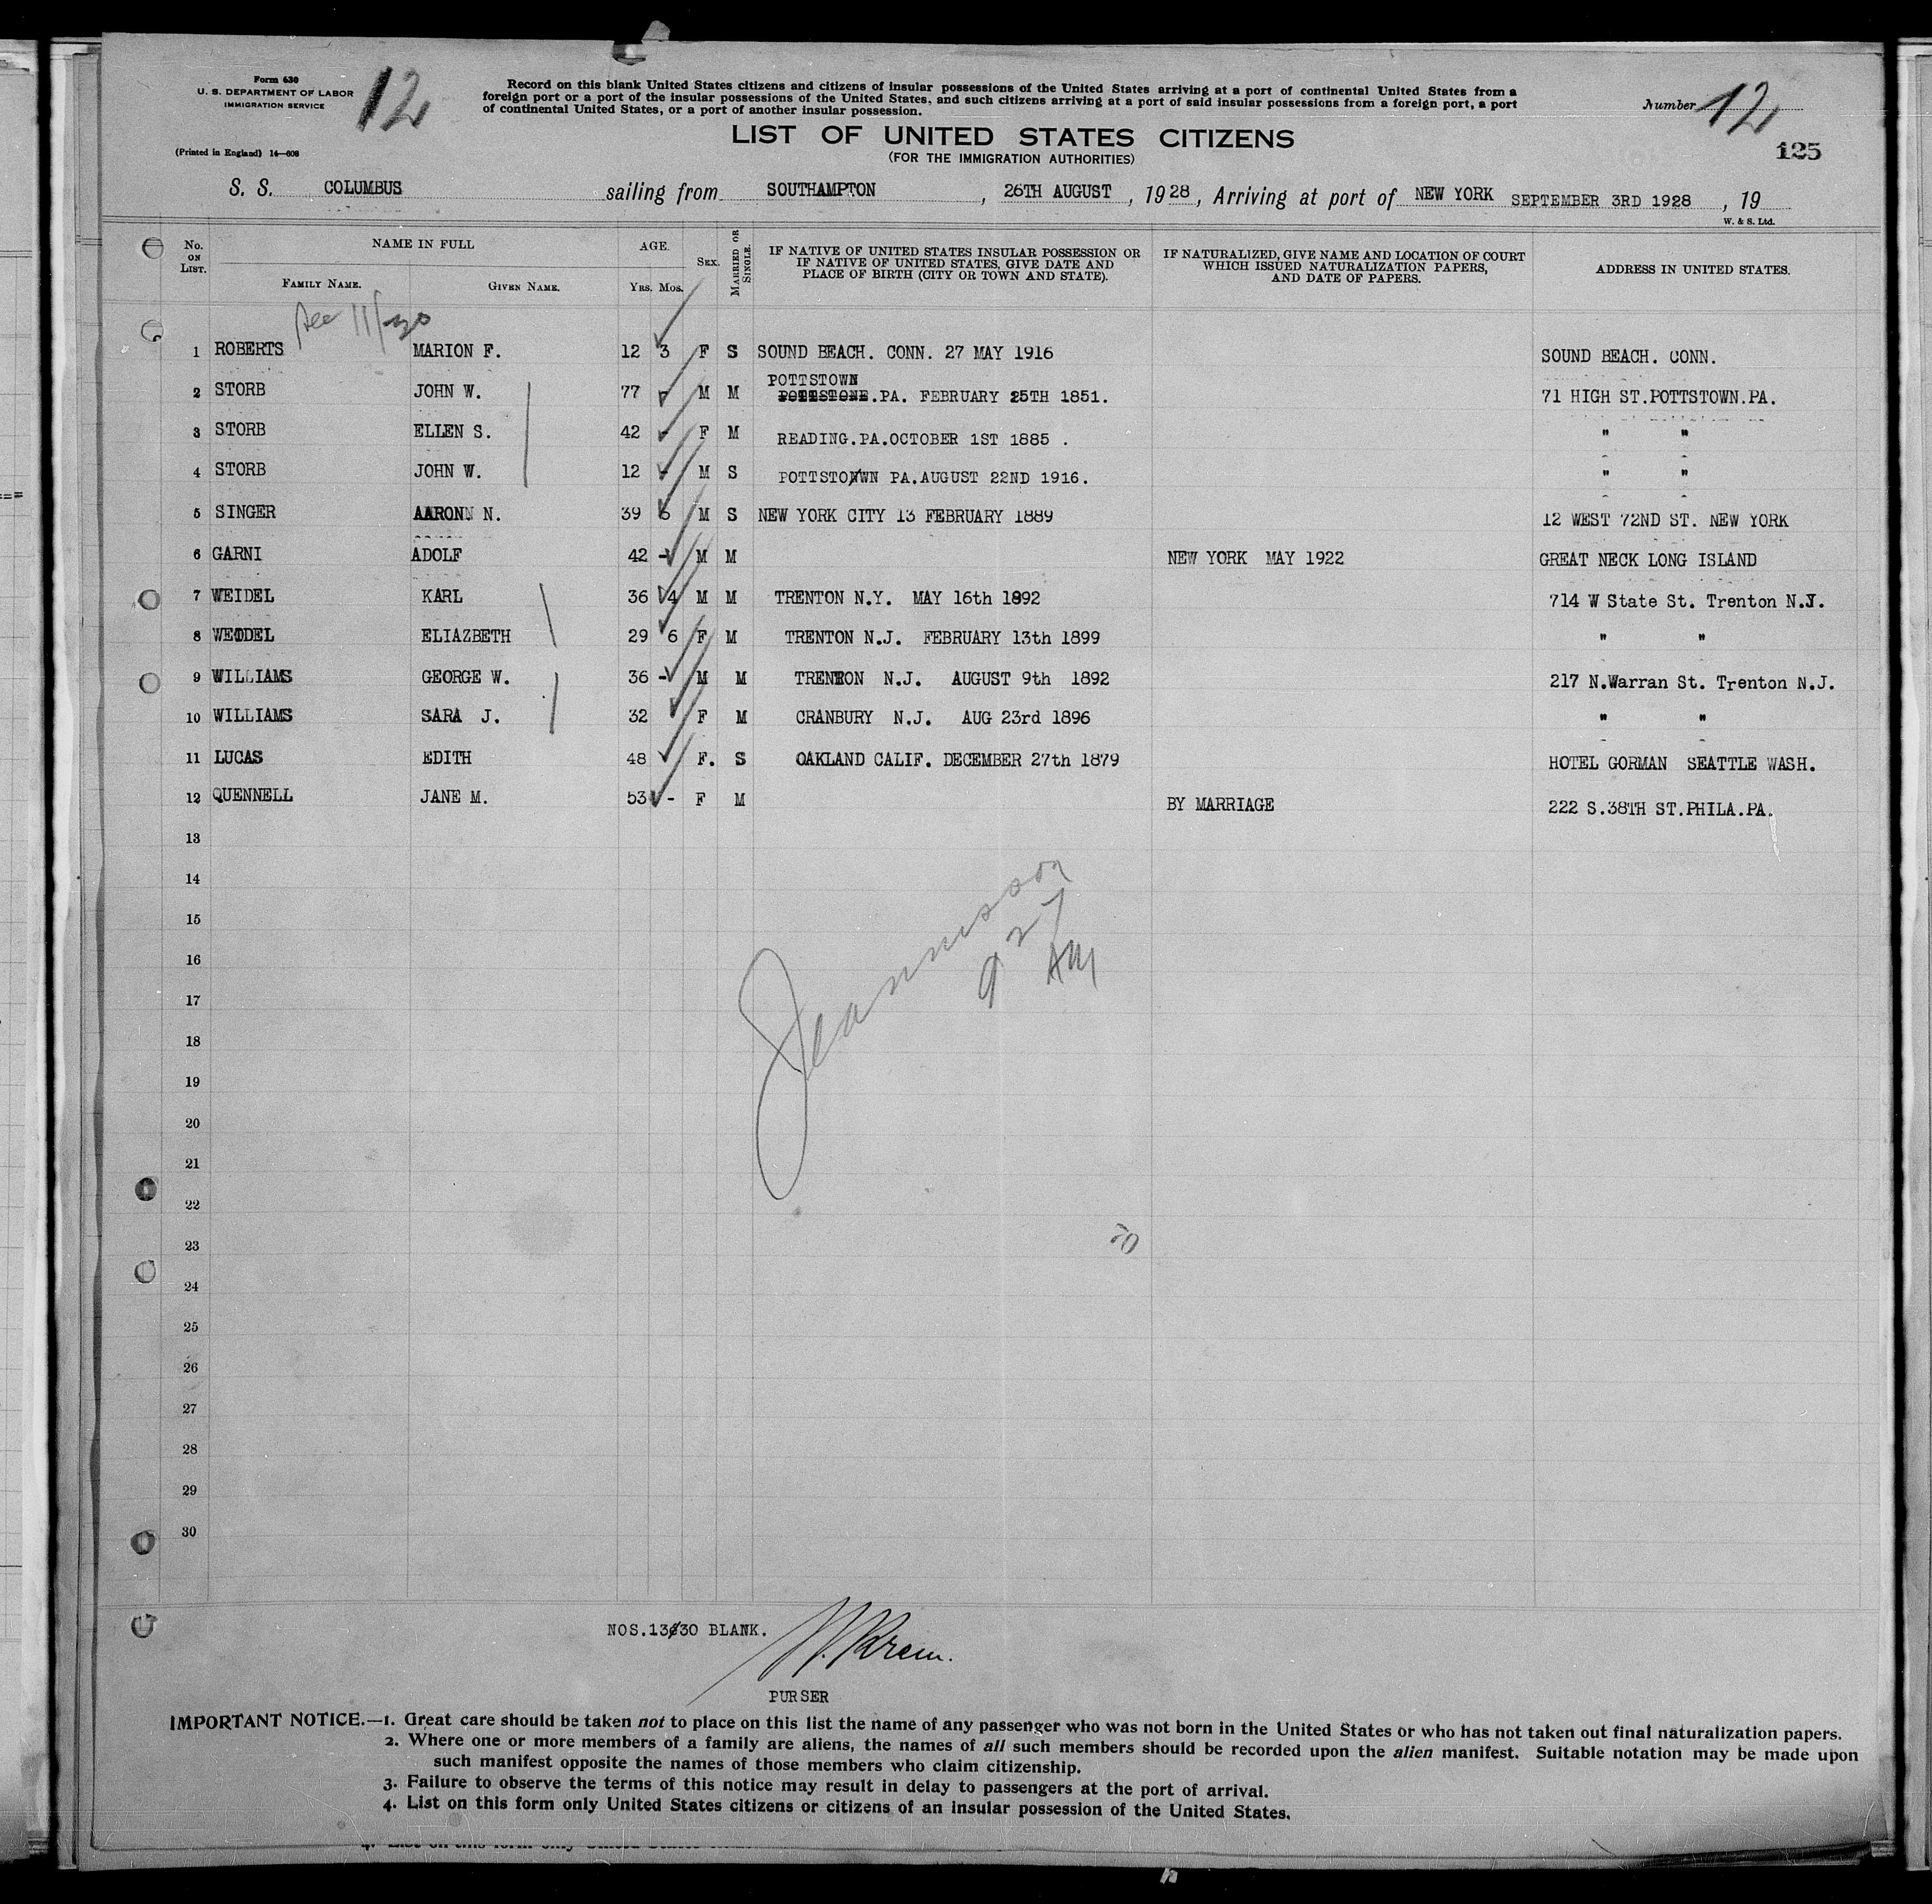 Form 630
U. S. DEPARTMENT OF LABOR
IMMIGRATION SERVICE
12
(Printed in England) 14—608
Record on this blank United States citizens and citizens of insular possessions of the United States arriving at a port of continental United States from a
foreign port or a port of the insular possessions of the United States, and such citizens arriving at a port of said insular possessions from a foreign port, a port
of continental United States, or a port of another insular possession.
Number 12
LIST OF UNITED STATES CITIZENS
(FOR THE IMMIGRATION AUTHORITIES)
125
S. S. COLUMBUS sailing from SOUTHAMPTON , 26TH AUGUST , 1928 , Arriving at port of NEW YORK SEPTEMBER 3RD 1928 , 19
W. & S. Ltd.
No. ON LIST. NAME IN FULL AGE. SEX. MARRIED OR SINGLE. IF NATIVE OF UNITED STATES INSULAR POSSESSION OR IF NATIVE OF UNITED STATES, GIVE DATE AND PLACE OF BIRTH (CITY OR TOWN AND STATE). IF NATURALIZED, GIVE NAME AND LOCATION OF COURT WHICH ISSUED NATURALIZATION PAPERS, AND DATE OF PAPERS. ADDRESS IN UNITED STATES.
FAMILY NAME. GIVEN NAME. YRS. MOS.
See 11/30
1 ROBERTS MARION F. 12 3 F S SOUND BEACH. CONN. 27 MAY 1916 SOUND BEACH. CONN.
POTTSTOWN
2 STORB JOHN W. 77 - M M POTTSTONE.PA. FEBRUARY 25TH 1851. 71 HIGH ST.POTTSTOWN.PA.
3 STORB ELLEN S. 42 - F M READING.PA.OCTOBER 1ST 1885 . " "
4 STORB JOHN W. 12 - M S POTTSTOWN PA.AUGUST 22ND 1916. " "
5 SINGER AARON N. 39 6 M S NEW YORK CITY 13 FEBRUARY 1889 12 WEST 72ND ST. NEW YORK
6 GARNI ADOLF 42 - M M NEW YORK MAY 1922 GREAT NECK LONG ISLAND
7 WEIDEL KARL 36 4 M M TRENTON N.Y. MAY 16th 1892 714 W State St. Trenton N.J.
8 WEIDEL ELIAZBETH 29 6 F M TRENTON N.J. FEBRUARY 13th 1899 " "
9 WILLIAMS GEORGE W. 36 - M M TRENTON N.J. AUGUST 9th 1892 217 N.Warran St. Trenton N.J.
10 WILLIAMS SARA J. 32 F M CRANBURY N.J. AUG 23rd 1896 " "
11 LUCAS EDITH 48 F. S OAKLAND CALIF. DECEMBER 27th 1879 HOTEL GORMAN SEATTLE WASH.
12 QUENNELL JANE M. 53 - F M BY MARRIAGE 222 S.38TH ST.PHILA.PA.
13
14
15
16
17
18
19
20
21
22
23
24
25
26
27
28
29
30
927
AM
NOS.13/30 BLANK.
PURSER
IMPORTANT NOTICE.—1. Great care should be taken not to place on this list the name of any passenger who was not born in the United States or who has not taken out final naturalization papers.
2. Where one or more members of a family are aliens, the names of all such members should be recorded upon the alien manifest. Suitable notation may be made upon
such manifest opposite the names of those members who claim citizenship.
3. Failure to observe the terms of this notice may result in delay to passengers at the port of arrival.
4. List on this form only United States citizens or citizens of an insular possession of the United States.